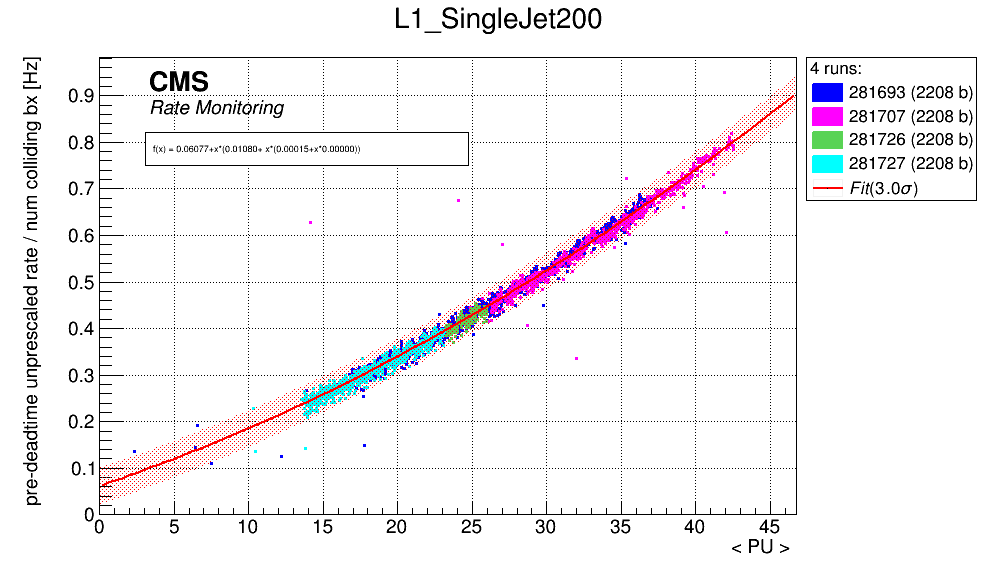 L1_SingleJet200
pre-deadtime unprescaled rate / num colliding bx [Hz]
CMS
Rate Monitoring
f(x) = 0.06077+x*(0.01080+ x*(0.00015+x*0.00000))
0.9
0.8
0.7
0.6
0.5
0.4
0.3
0.2
0.1
0
0 5 10 15 20 25 30 35 40 45
< PU >
4 runs:
281693 (2208 b)
281707 (2208 b)
281726 (2208 b)
281727 (2208 b)
Fit(3.0σ)